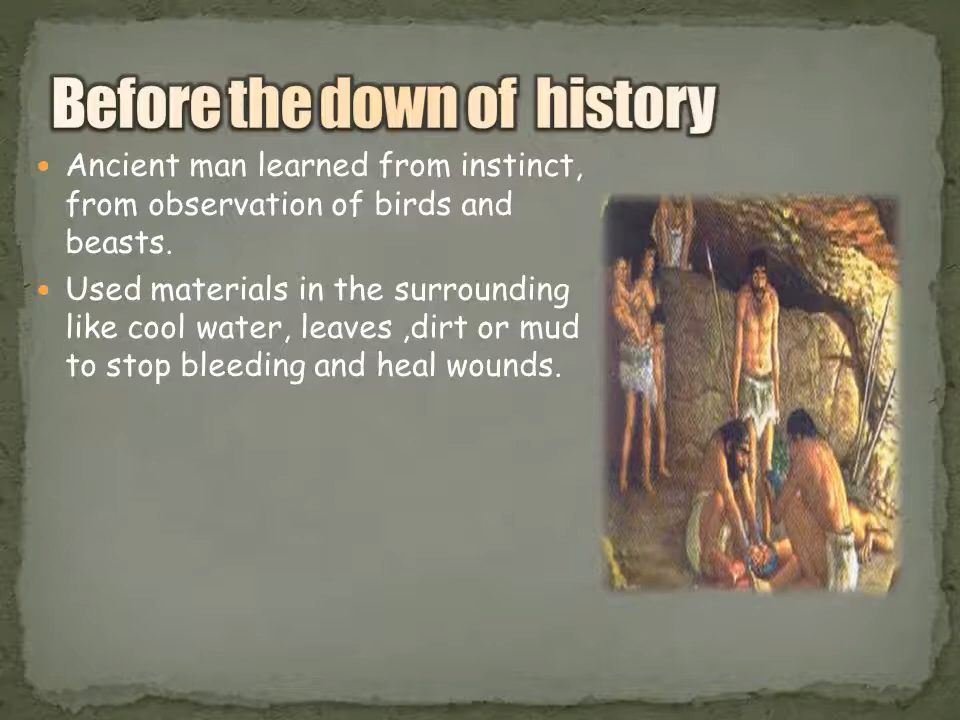 Before the down of history
Ancient man learned from instinct,
from observation of birds and
beasts.
Used materials in the surrounding
like cool water, leaves ,dirt or mud
to stop bleeding and heal wounds.